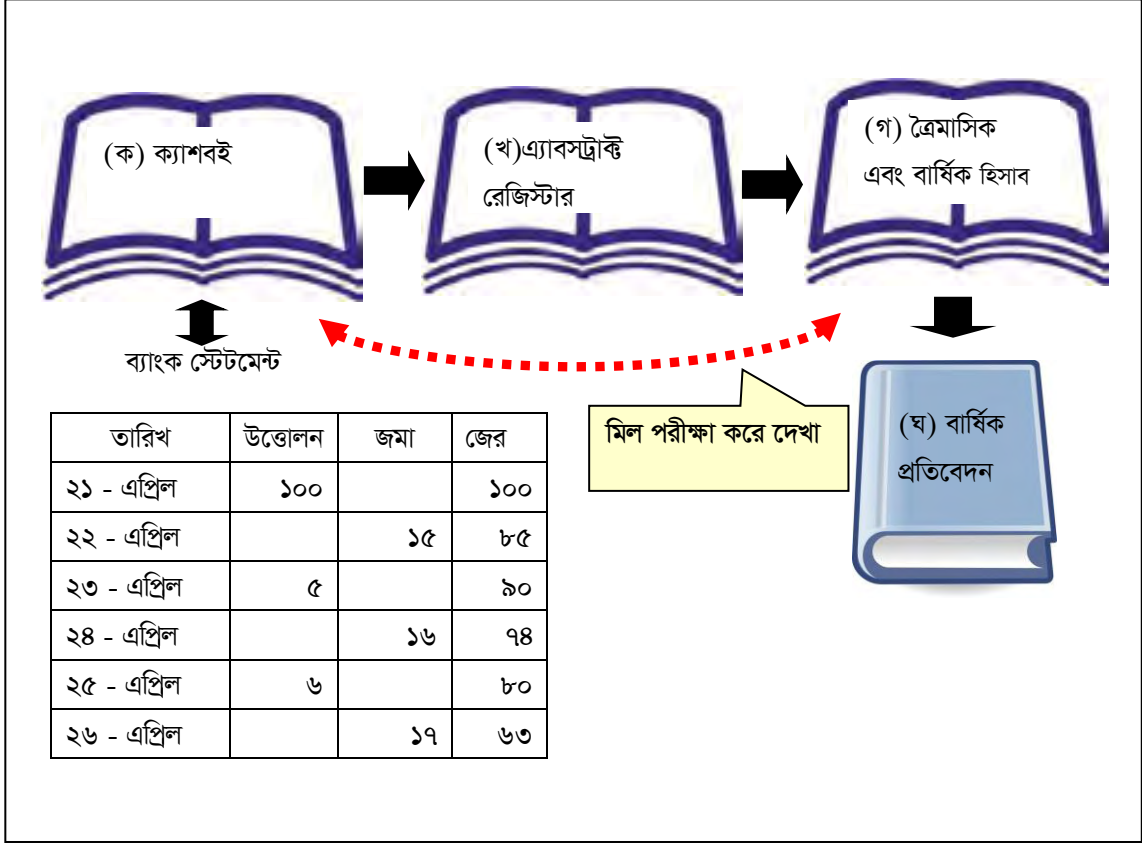 (ক) ক্যাশবই
(খ)এ্যাবসট্রাক্ট
রেজিস্টার
(গ) ত্রৈমাসিক
এবং বার্ষিক হিসাব
ব্যাংক স্টেটমেন্ট
মিল পরীক্ষা করে দেখা
(ঘ) বার্ষিক
প্রতিবেদন
তারিখ উত্তোলন জমা জের
২১ - এপ্রিল ১০০ ১০০
২২ - এপ্রিল ১৫ ৮৫
২৩ - এপ্রিল ৫ ৯০
২৪ - এপ্রিল ১৬ ৭৪
২৫ - এপ্রিল ৬ ৮০
২৬ - এপ্রিল ১৭ ৬৩